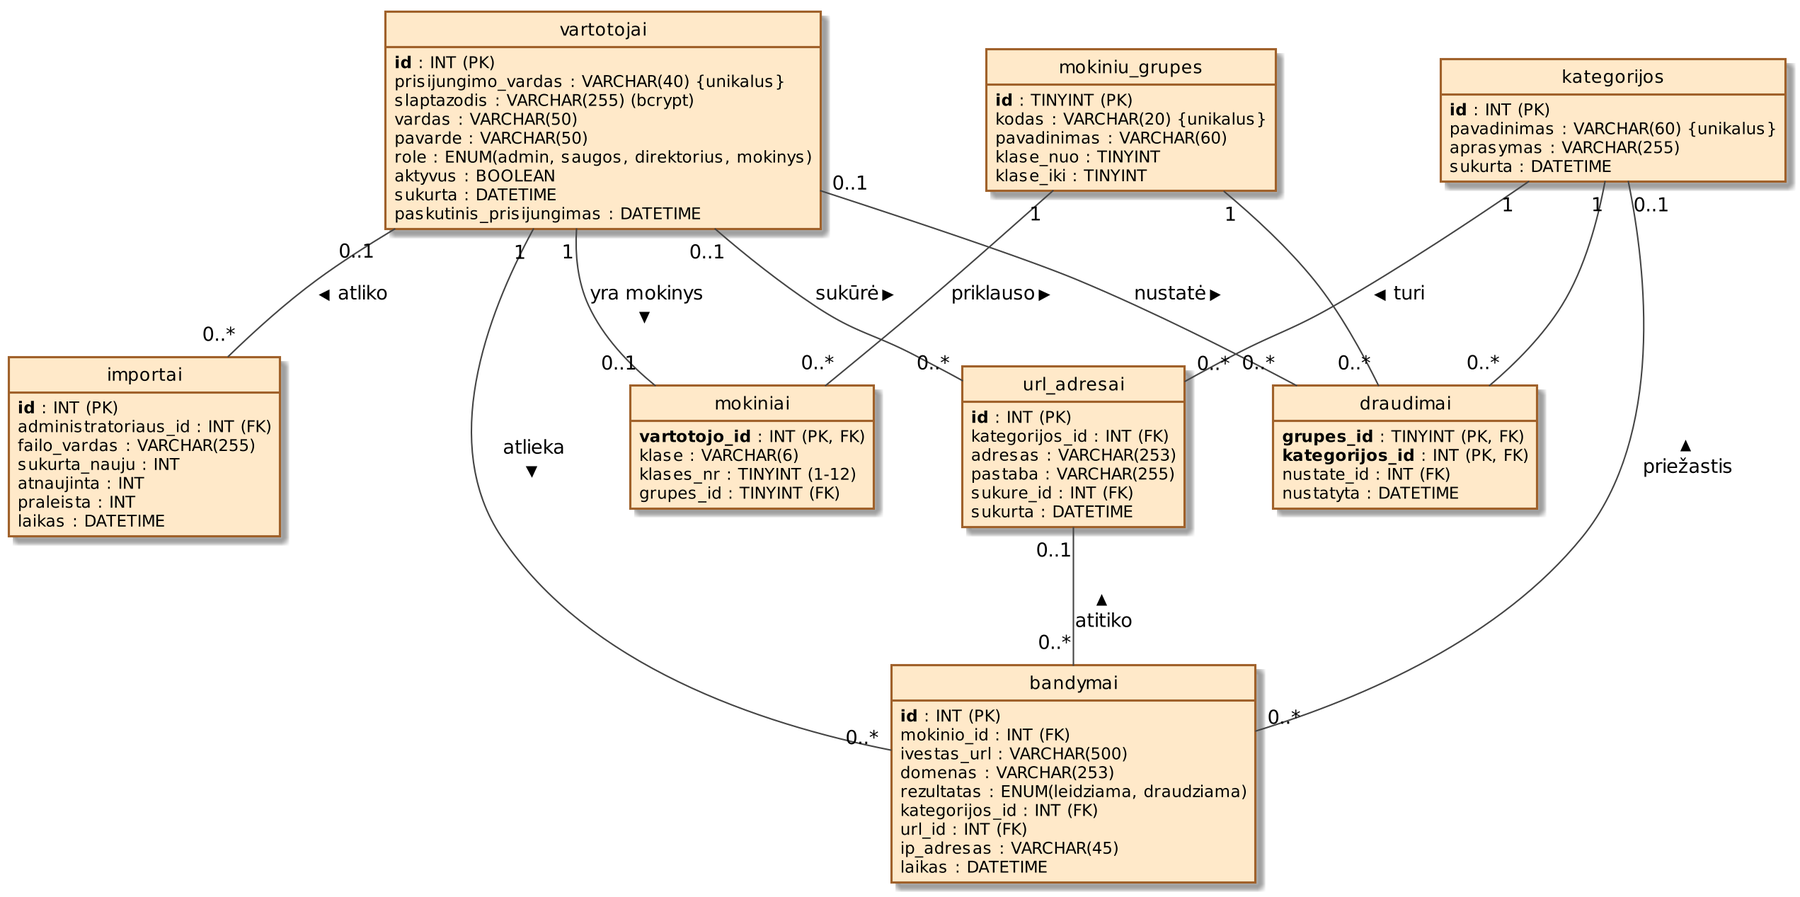 vartotojai
id : INT (PK)
prisijungimo_vardas : VARCHAR(40) {unikalus}
slaptazodis : VARCHAR(255) (bcrypt)
vardas : VARCHAR(50)
pavarde : VARCHAR(50)
role : ENUM(admin, saugos, direktorius, mokinys)
aktyvus : BOOLEAN
sukurta : DATETIME
paskutinis_prisijungimas : DATETIME
mokiniu_grupes
id : TINYINT (PK)
kodas : VARCHAR(20) {unikalus}
pavadinimas : VARCHAR(60)
klase_nuo : TINYINT
klase_iki : TINYINT
kategorijos
id : INT (PK)
pavadinimas : VARCHAR(60) {unikalus}
aprasymas : VARCHAR(255)
sukurta : DATETIME
0..1
1
1
1
1
0..1
0..1
1
1
0..1
◄ atliko
yra mokinys
▼
sukūrė ►
priklauso ►
nustatė ►
◄ turi
0..*
0..1
0..*
0..*
0..*
0..*
0..*
0..*
importai
id : INT (PK)
administratoriaus_id : INT (FK)
failo_vardas : VARCHAR(255)
sukurta_nauju : INT
atnaujinta : INT
praleista : INT
laikas : DATETIME
atlieka
▼
mokiniai
vartotojo_id : INT (PK, FK)
klase : VARCHAR(6)
klases_nr : TINYINT (1-12)
grupes_id : TINYINT (FK)
url_adresai
id : INT (PK)
kategorijos_id : INT (FK)
adresas : VARCHAR(253)
pastaba : VARCHAR(255)
sukure_id : INT (FK)
sukurta : DATETIME
draudimai
grupes_id : TINYINT (PK, FK)
kategorijos_id : INT (PK, FK)
nustate_id : INT (FK)
nustatyta : DATETIME
▲
priežastis
0..1
▲
atitiko
0..*
0..*
0..*
bandymai
id : INT (PK)
mokinio_id : INT (FK)
ivestas_url : VARCHAR(500)
domenas : VARCHAR(253)
rezultatas : ENUM(leidziama, draudziama)
kategorijos_id : INT (FK)
url_id : INT (FK)
ip_adresas : VARCHAR(45)
laikas : DATETIME